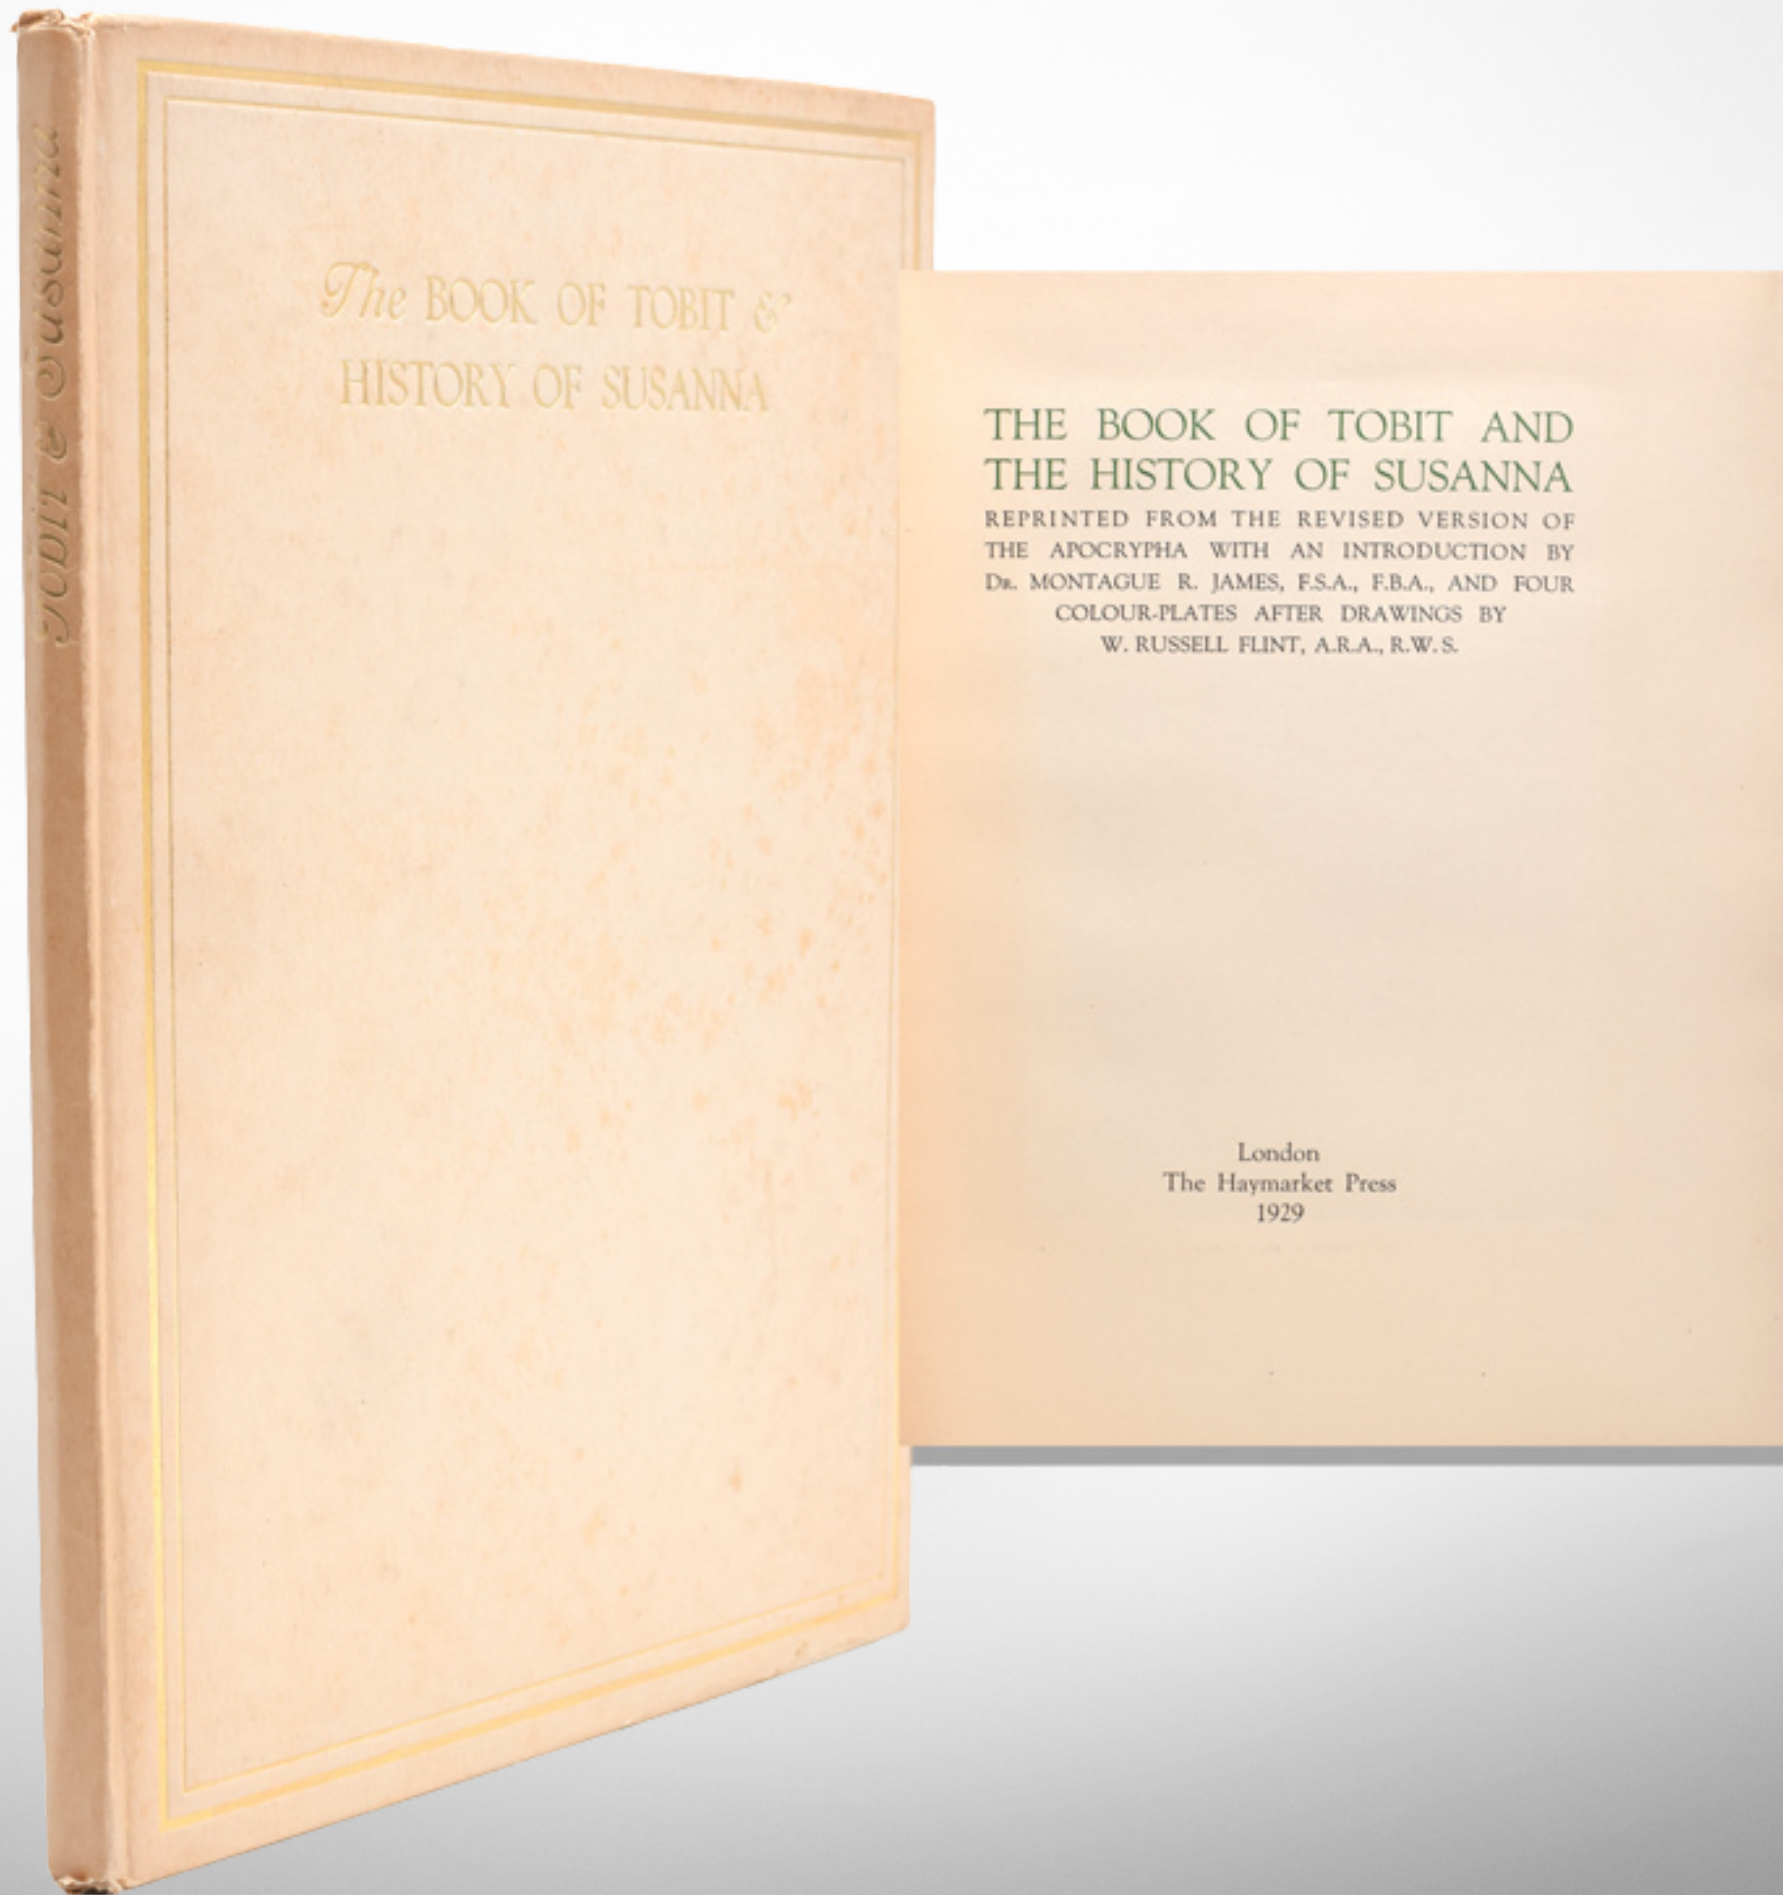 Tobit & Susanna
The BOOK OF TOBIT &
HISTORY OF SUSANNA
THE BOOK OF TOBIT AND
THE HISTORY OF SUSANNA
REPRINTED FROM THE REVISED VERSION OF
THE APOCRYPHA WITH AN INTRODUCTION BY
DR. MONTAGUE R. JAMES, F.S.A., F.B.A., AND FOUR
COLOUR-PLATES AFTER DRAWINGS BY
W. RUSSELL FLINT, A.R.A., R.W.S.
London
The Haymarket Press
1929